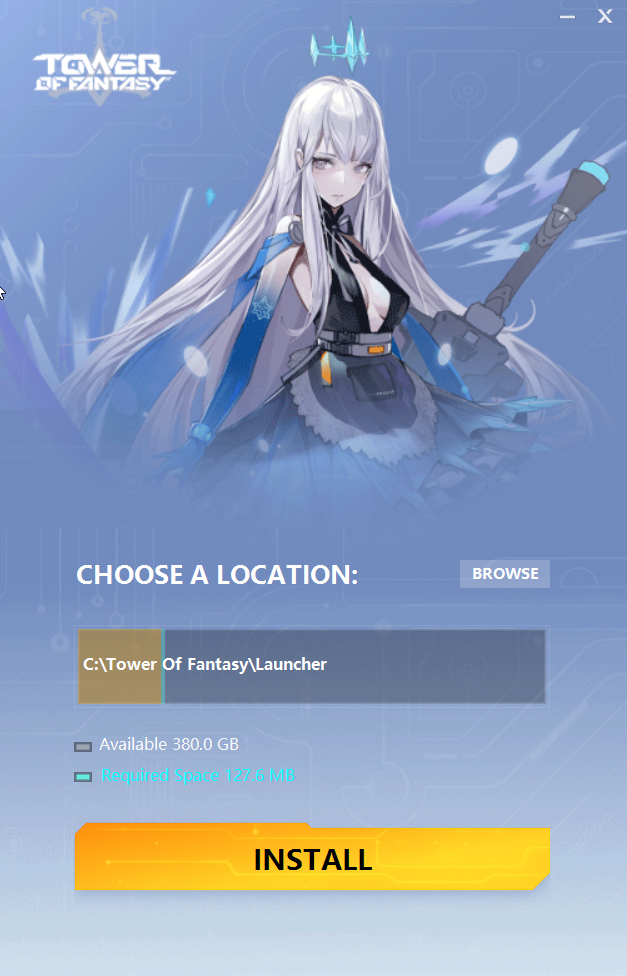 TOWER
OF FANTASY
CHOOSE A LOCATION:
BROWSE
C:\Tower Of Fantasy\Launcher
Available 380.0 GB
Required Space 127.6 MB
INSTALL